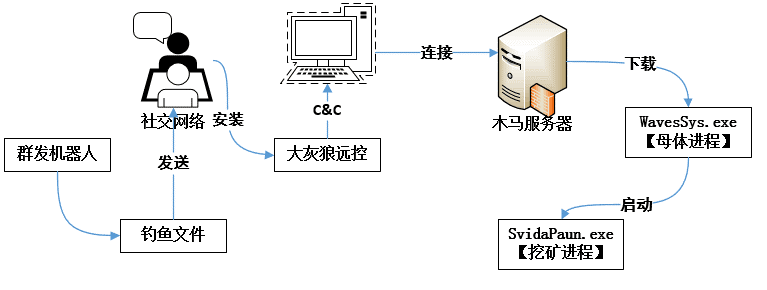 连接
下载
C&C
社交网络
安装
木马服务器
WavesSys.exe
【母体进程】
群发机器人
发送
大灰狼远控
启动
钓鱼文件
SvidaPaun.exe
【挖矿进程】